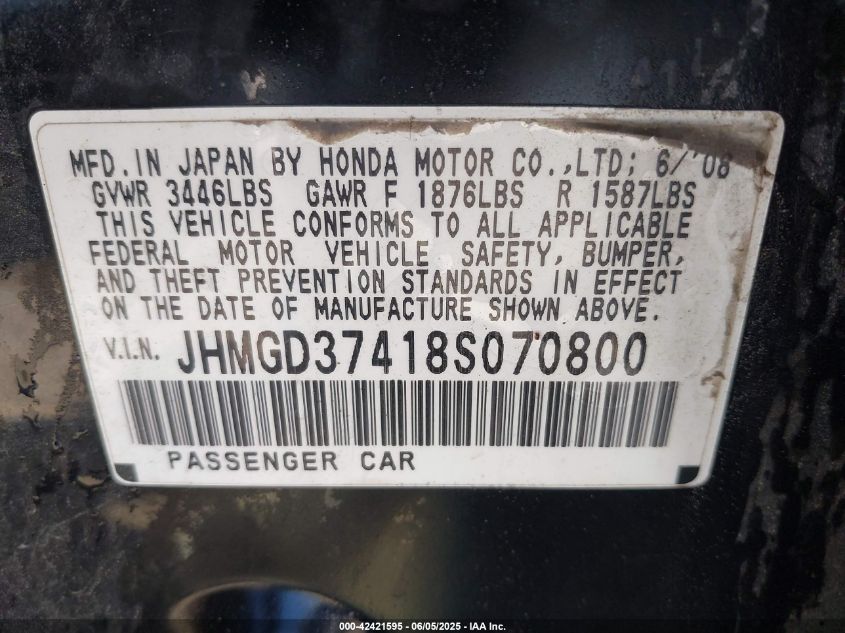 MFD.IN JAPAN BY HONDA MOTOR CO.,LTD; 6/'08
GVWR 3446LBS GAWR F 1876LBS R 1587LBS
THIS VEHICLE CONFORMS TO ALL APPLICABLE
FEDERAL MOTOR VEHICLE SAFETY, BUMPER,
AND THEFT PREVENTION STANDARDS IN EFFECT
ON THE DATE OF MANUFACTURE SHOWN ABOVE.
V.I.N. JHMGD37418S070800
PASSENGER CAR
000-42421595 - 06/05/2025 - IAA Inc.